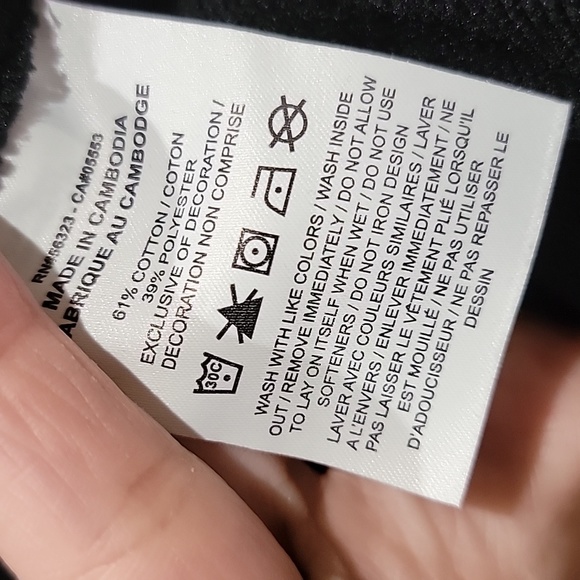 CA#05553
MADE IN CAMBODIA
FABRIQUE AU CAMBODGE
61% COTTON / COTON
39% POLYESTER
EXCLUSIVE OF DECORATION /
DECORATION NON COMPRISE
30C
WASH WITH LIKE COLORS / WASH INSIDE
OUT / REMOVE IMMEDIATELY / DO NOT ALLOW
TO LAY ON ITSELF WHEN WET / DO NOT USE
SOFTENERS / DO NOT IRON DESIGN
LAVER AVEC COULEURS SIMILAIRES / LAVER
A L'ENVERS / ENLEVER IMMEDIATEMENT / NE
PAS LAISSER LE VÊTEMENT PLIÉ LORSQU'IL
EST MOUILLÉ / NE PAS UTILISER
D'ADOUCISSEUR / NE PAS REPASSER LE
DESSIN